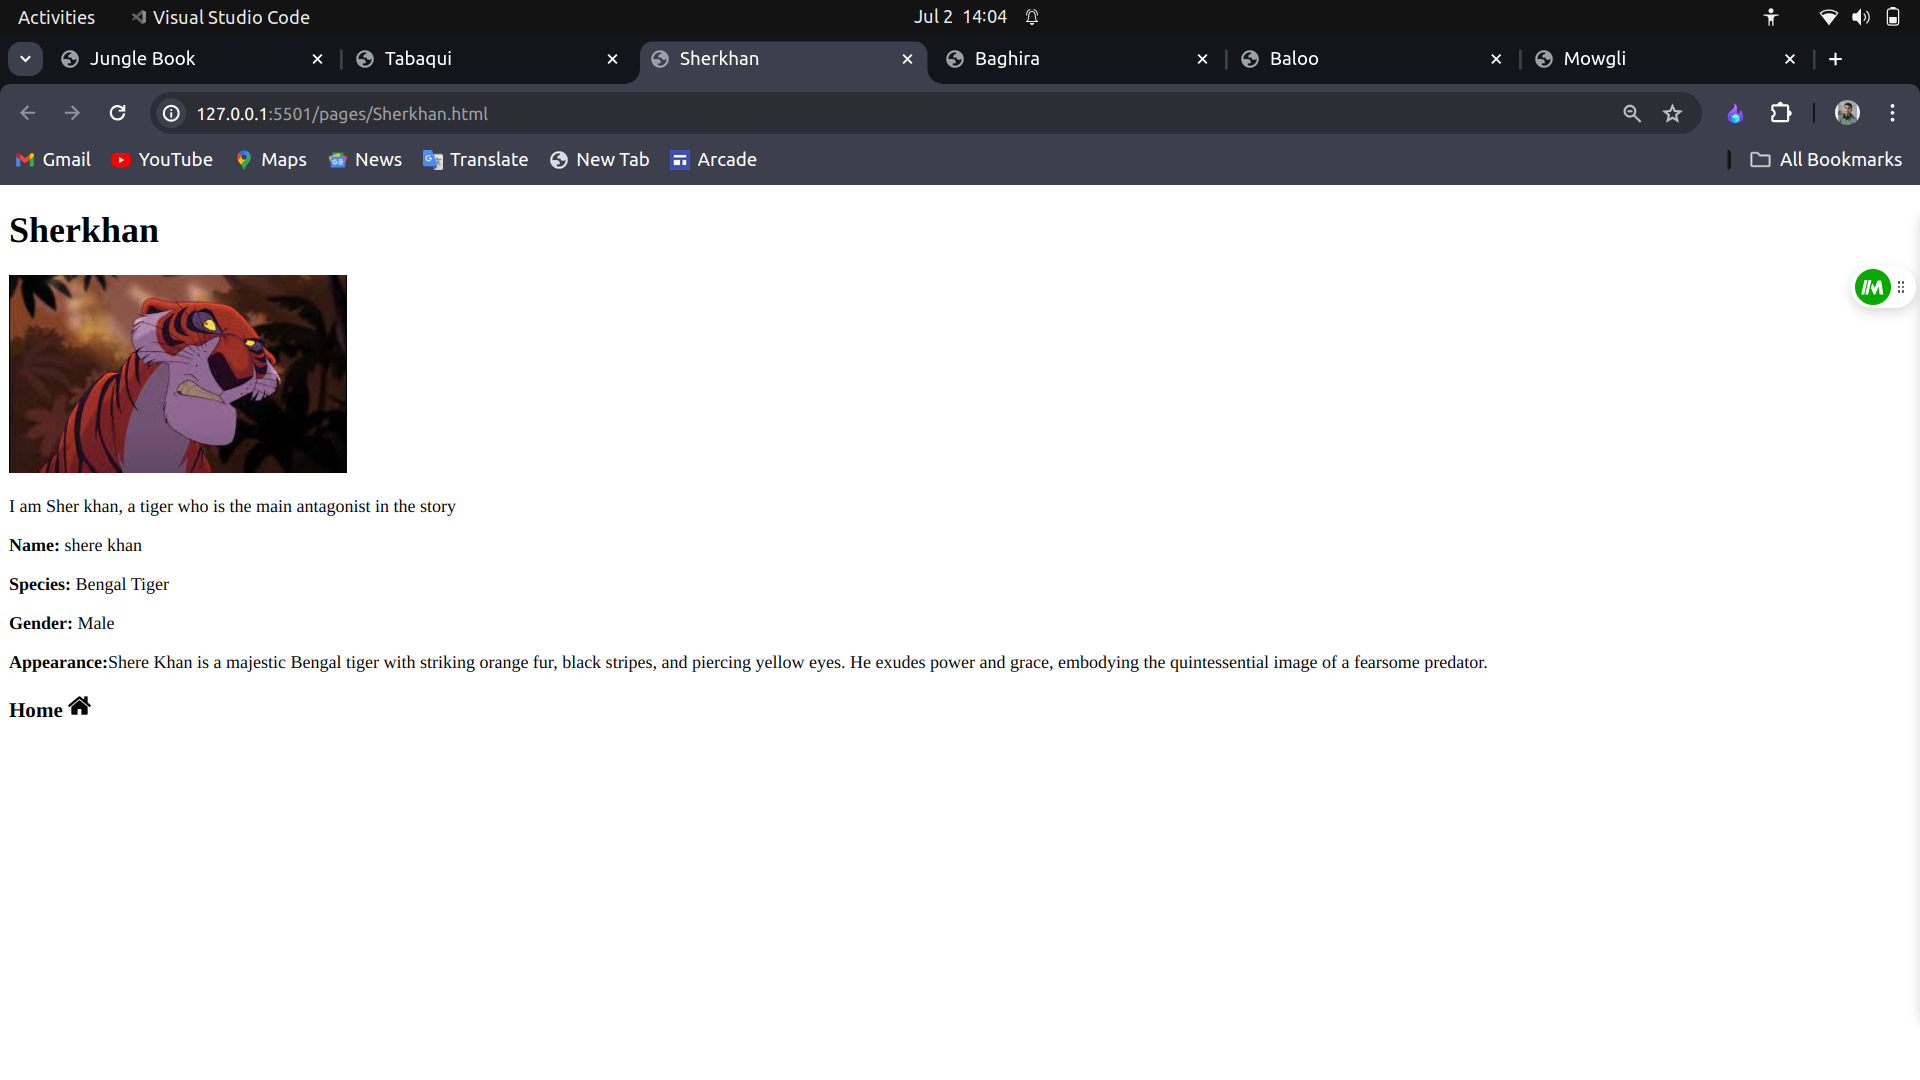 Activities Visual Studio Code Jul 2 14:04
Jungle Book Tabaqui Sherkhan Baghira Baloo Mowgli
127.0.0.1:5501/pages/Sherkhan.html
Gmail YouTube Maps News Translate New Tab Arcade All Bookmarks
Sherkhan
I am Sher khan, a tiger who is the main antagonist in the story
Name: shere khan
Species: Bengal Tiger
Gender: Male
Appearance:Shere Khan is a majestic Bengal tiger with striking orange fur, black stripes, and piercing yellow eyes. He exudes power and grace, embodying the quintessential image of a fearsome predator.
Home